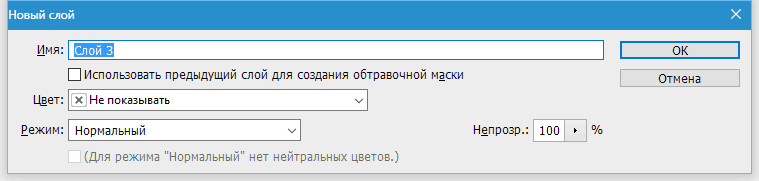 Новый слой
Имя: Слой 3 ОК
Использовать предыдущий слой для создания обтравочной маски Отмена
Цвет: Не показывать
Режим: Нормальный Непрозр.: 100 %
(Для режима "Нормальный" нет нейтральных цветов.)